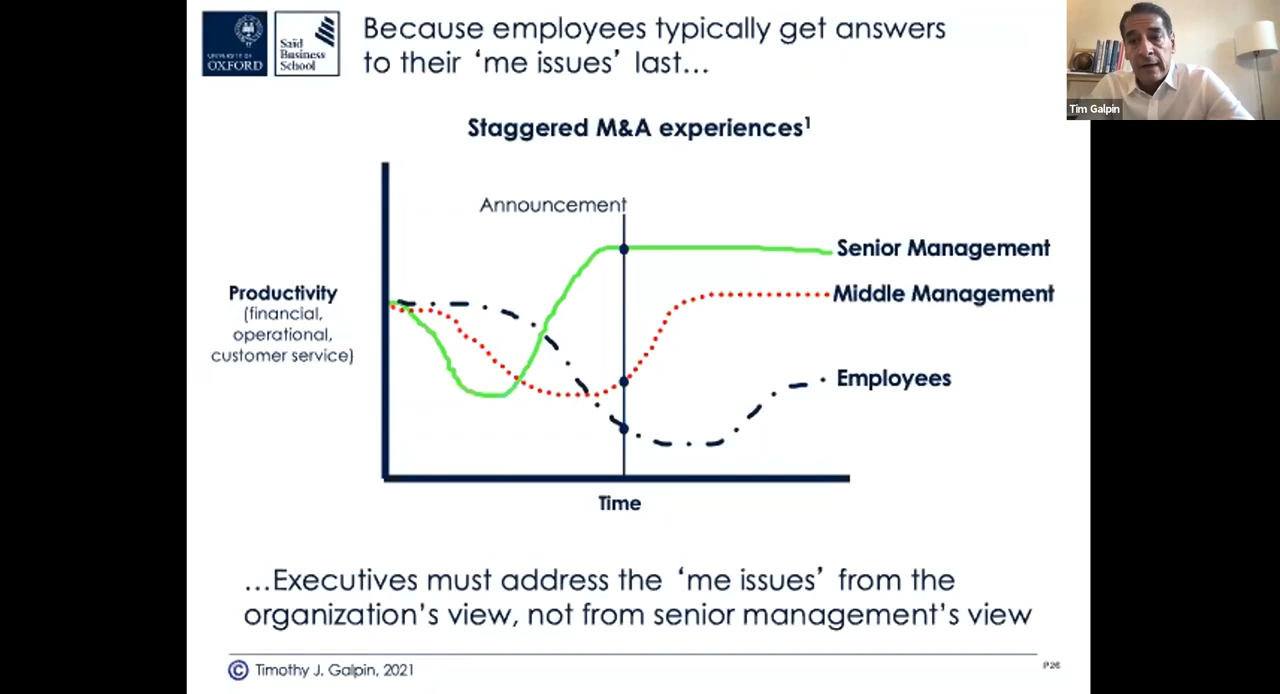 UNIVERSITY OF
OXFORD
Saïd
Business
School
Because employees typically get answers
to their ‘me issues’ last…
Tim Galpin
Staggered M&A experiences¹
Announcement
Senior Management
Middle Management
Employees
Productivity
(financial,
operational,
customer service)
Time
…Executives must address the ‘me issues’ from the
organization’s view, not from senior management’s view
© Timothy J. Galpin, 2021
P26